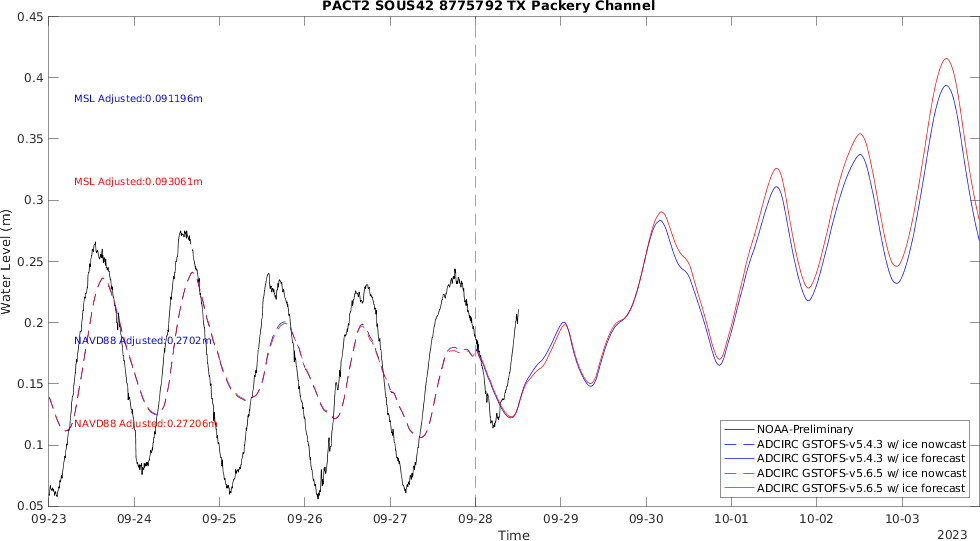 PACT2 SOUS42 8775792 TX Packery Channel
0.45
0.4
0.35
0.3
0.25
0.2
0.15
0.1
0.05
Water Level (m)
MSL Adjusted:0.091196m
MSL Adjusted:0.093061m
NAVD88 Adjusted:0.2702m
NAVD88 Adjusted:0.27206m
NOAA-Preliminary
ADCIRC GSTOFS-v5.4.3 w/ ice nowcast
ADCIRC GSTOFS-v5.4.3 w/ ice forecast
ADCIRC GSTOFS-v5.6.5 w/ ice nowcast
ADCIRC GSTOFS-v5.6.5 w/ ice forecast
09-23 09-24 09-25 09-26 09-27 09-28 09-29 09-30 10-01 10-02 10-03
Time
2023